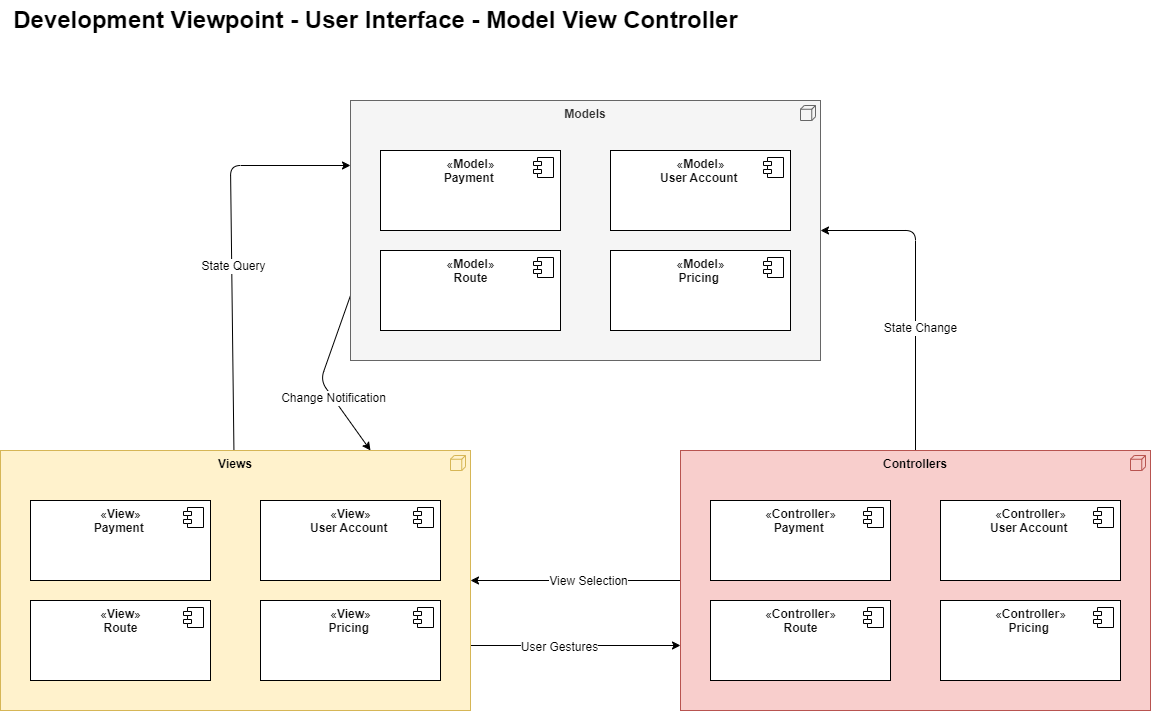 Development Viewpoint - User Interface - Model View Controller
Models
«Model»
Payment
«Model»
User Account
«Model»
Route
«Model»
Pricing
State Query
State Change
Change Notification
Views
«View»
Payment
«View»
User Account
«View»
Route
«View»
Pricing
View Selection
User Gestures
Controllers
«Controller»
Payment
«Controller»
User Account
«Controller»
Route
«Controller»
Pricing